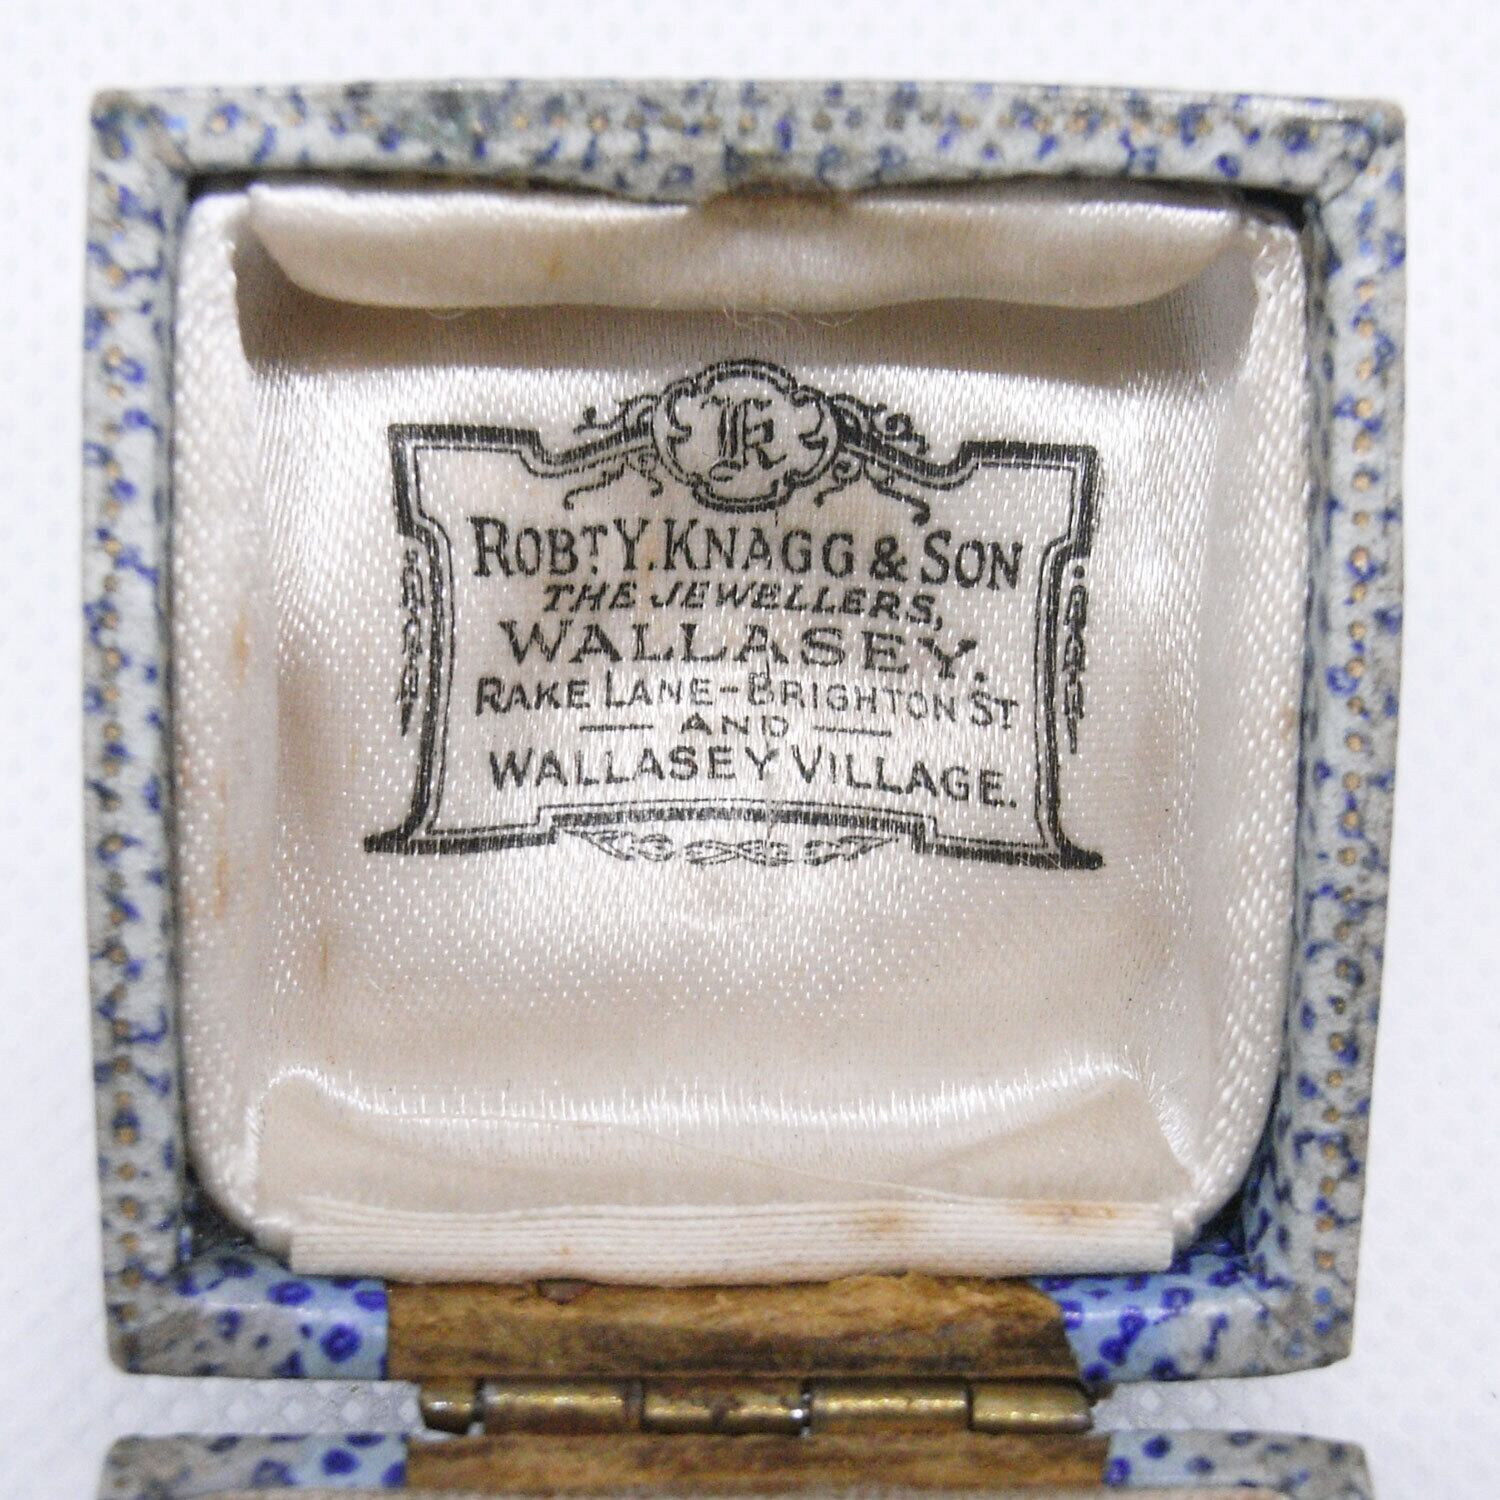 K
ROBT. Y. KNAGG & SON
THE JEWELLERS,
WALLASEY.
RAKE LANE - BRIGHTON ST
AND
WALLASEY VILLAGE.